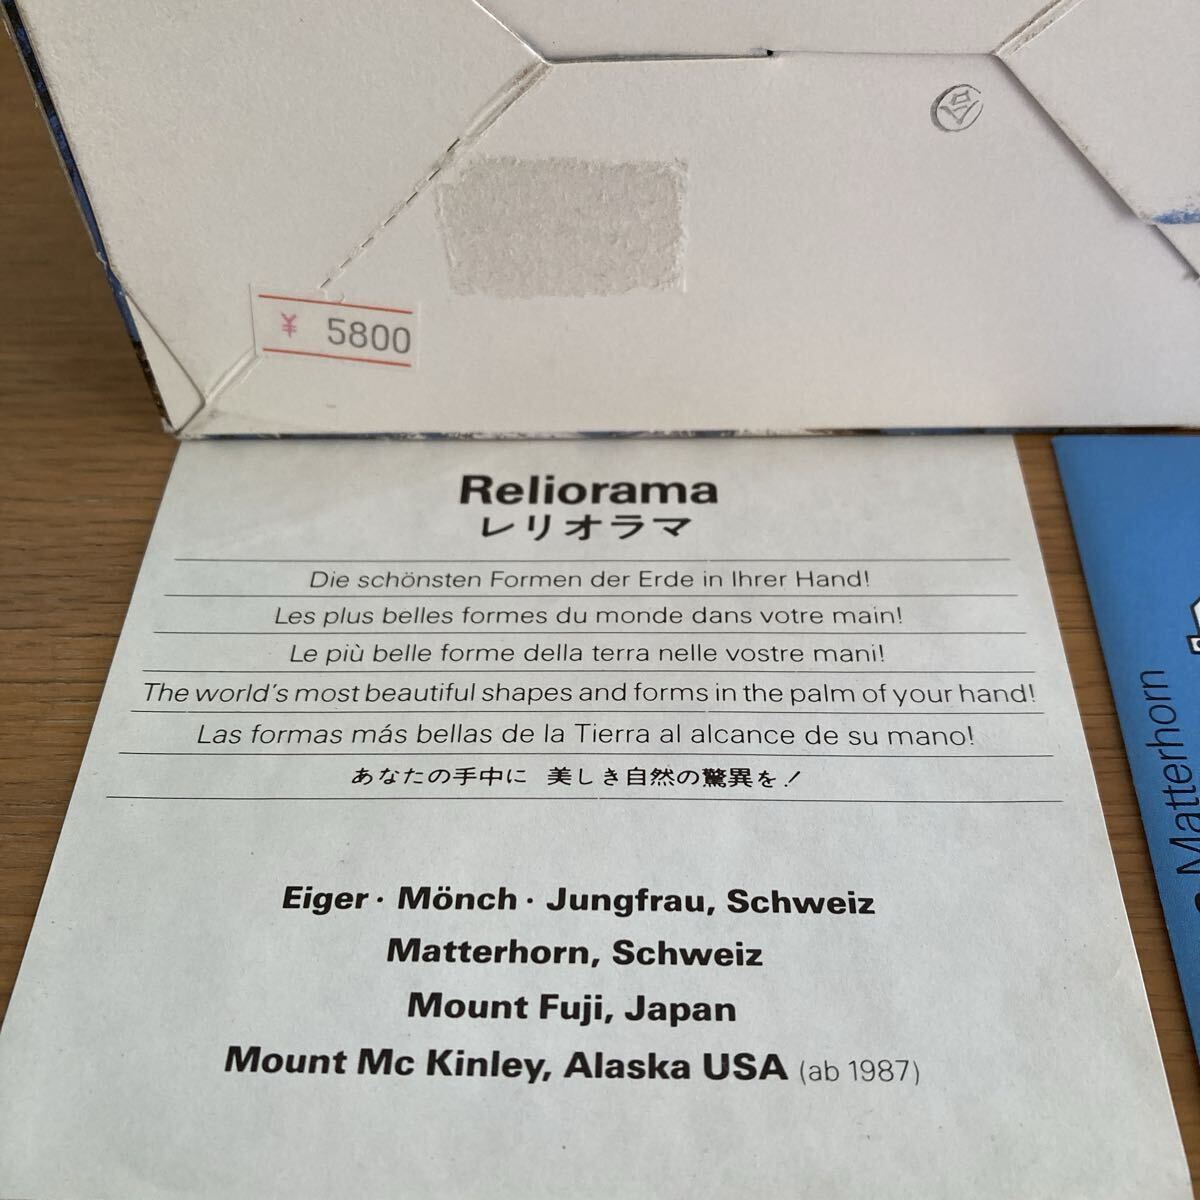 ¥ 5800
Reliorama
レリオラマ
Die schönsten Formen der Erde in Ihrer Hand!
Les plus belles formes du monde dans votre main!
Le più belle forme della terra nelle vostre mani!
The world's most beautiful shapes and forms in the palm of your hand!
Las formas más bellas de la Tierra al alcance de su mano!
あなたの手中に 美しき自然の驚異を!
Eiger · Mönch · Jungfrau, Schweiz
Matterhorn, Schweiz
Mount Fuji, Japan
Mount Mc Kinley, Alaska USA (ab 1987)
Matterhorn